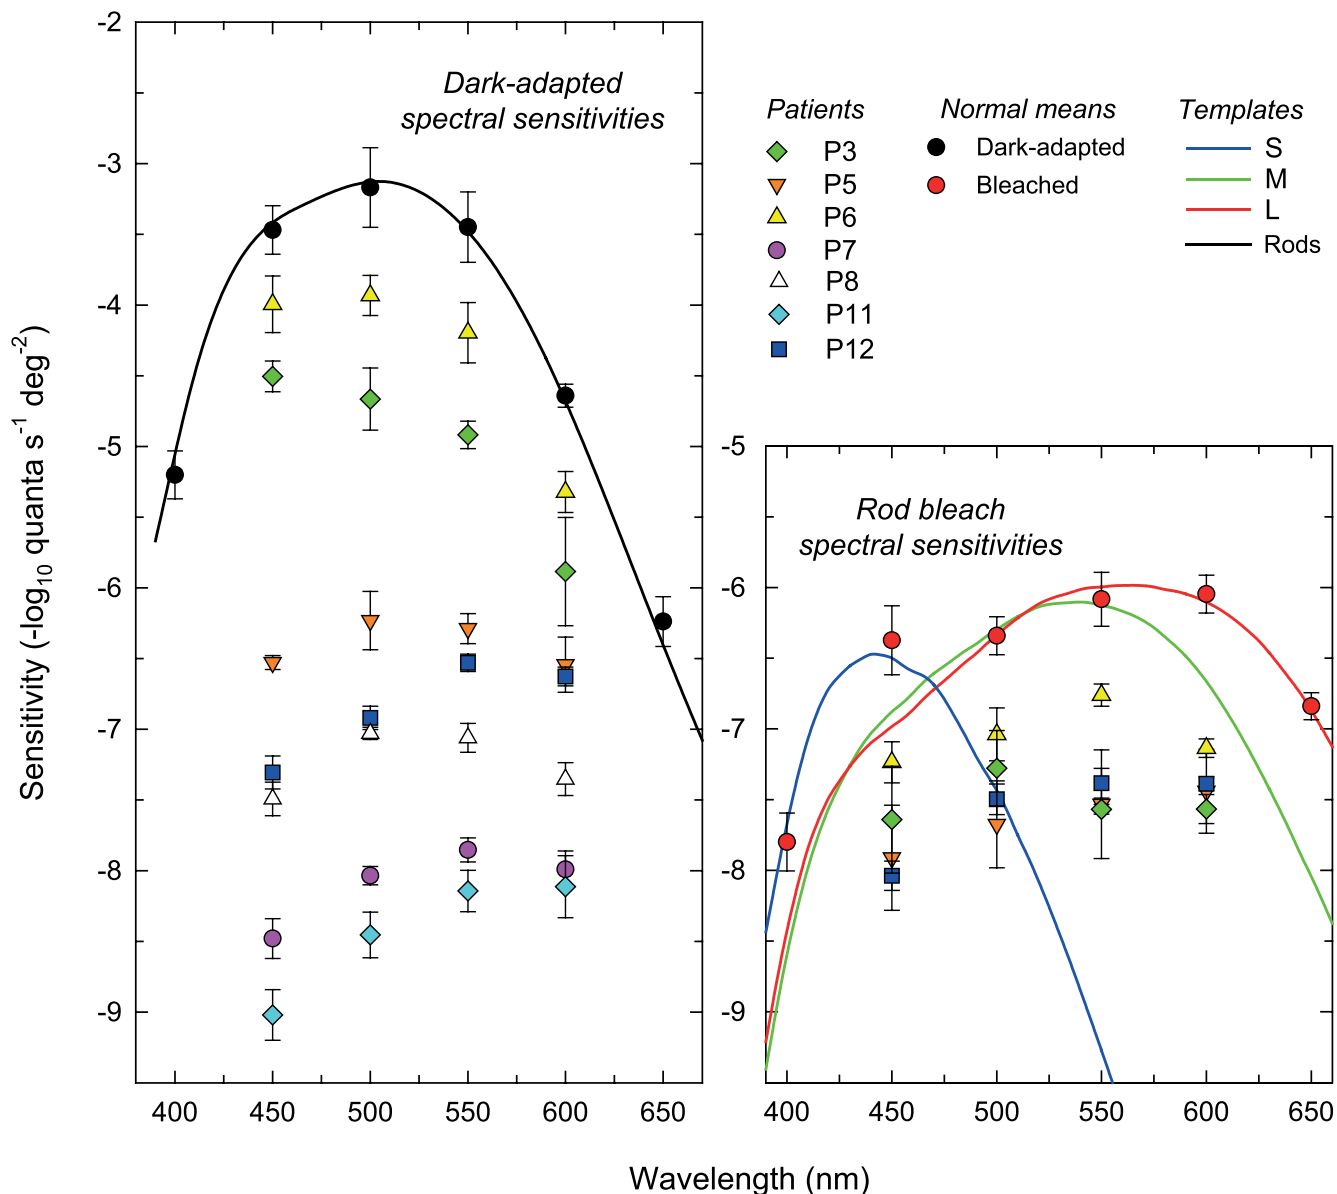 Dark-adapted
spectral sensitivities
-2
-3
-4
-5
-6
-7
-8
-9
400 450 500 550 600 650
Sensitivity (-log10 quanta s-1 deg-2)
Patients
P3
P5
P6
P7
P8
P11
P12
Normal means
Dark-adapted
Bleached
Templates
S
M
L
Rods
Rod bleach
spectral sensitivities
-5
-6
-7
-8
-9
400 450 500 550 600 650
Wavelength (nm)